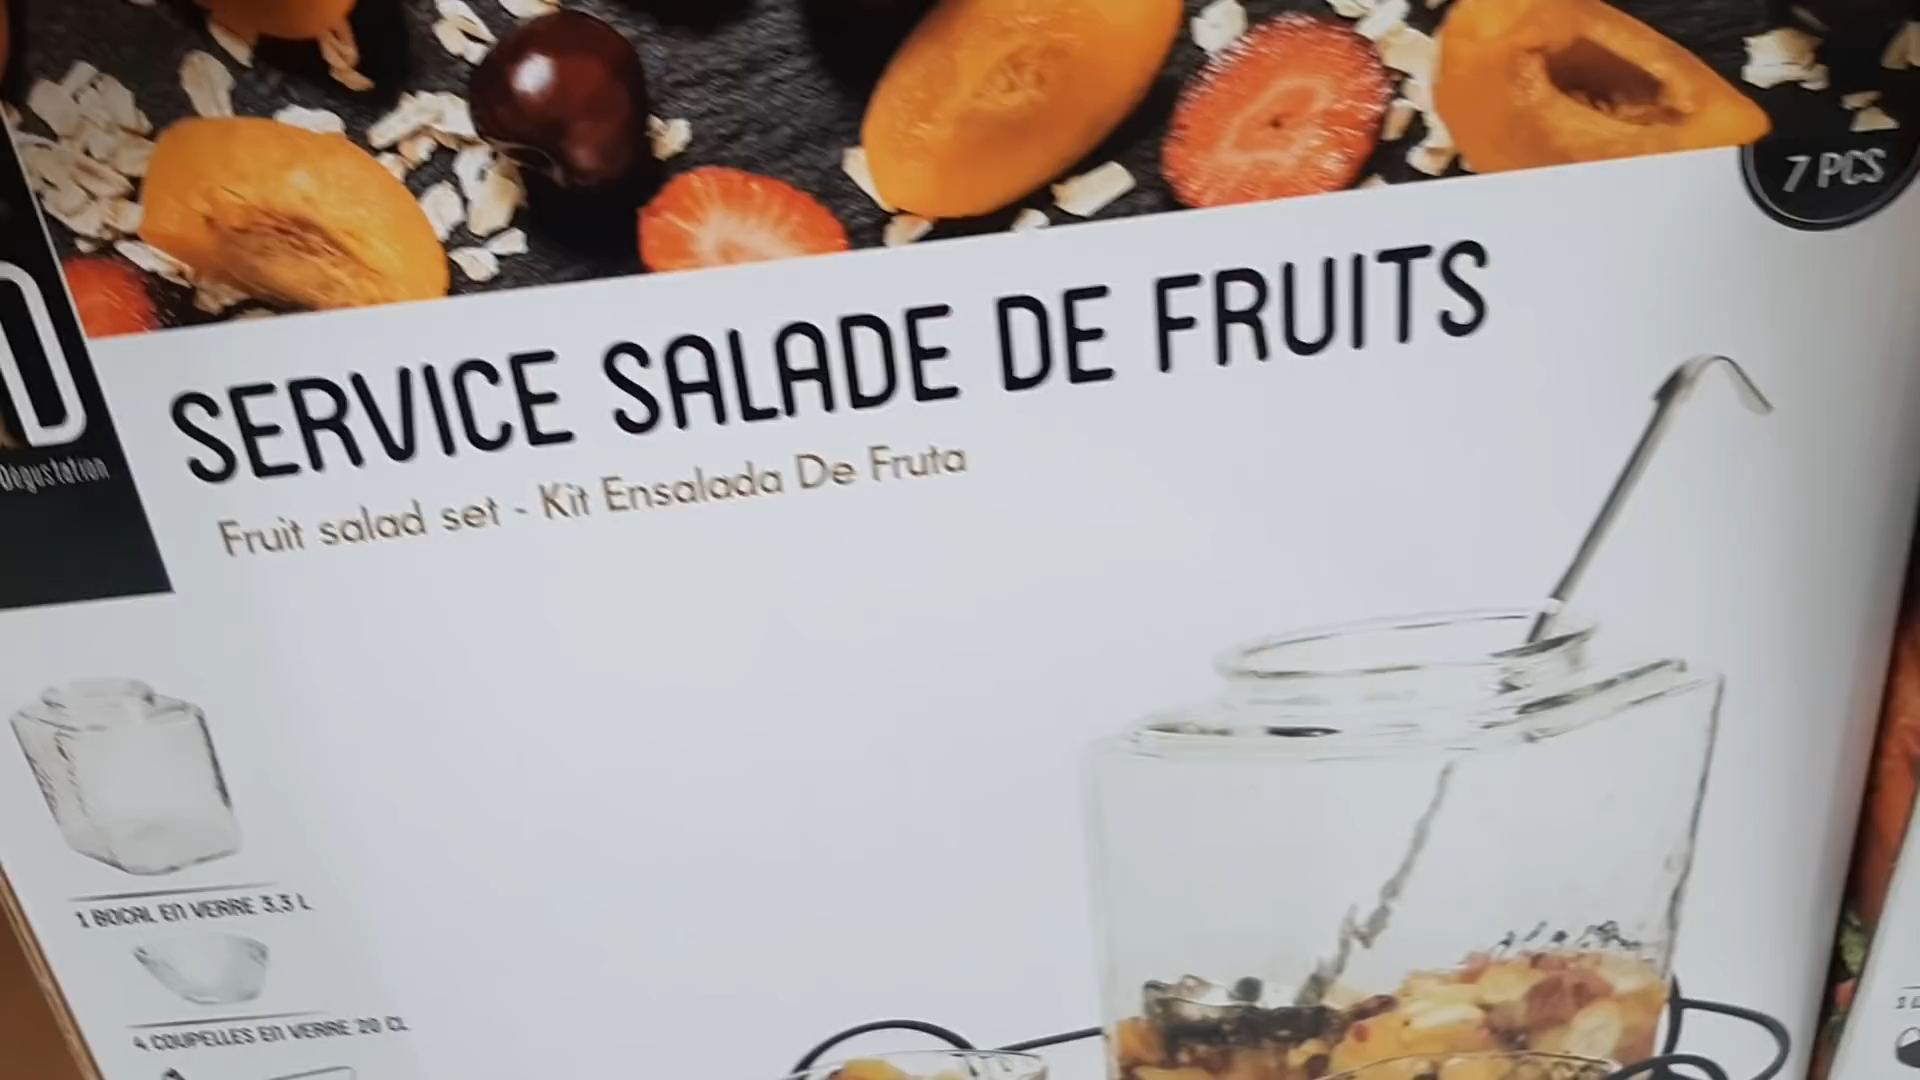 7 PCS
SERVICE SALADE DE FRUITS
Fruit salad set - Kit Ensalada De Fruta
Dégustation
1 BOCAL EN VERRE 3,3 L
4 COUPELLES EN VERRE 20 CL